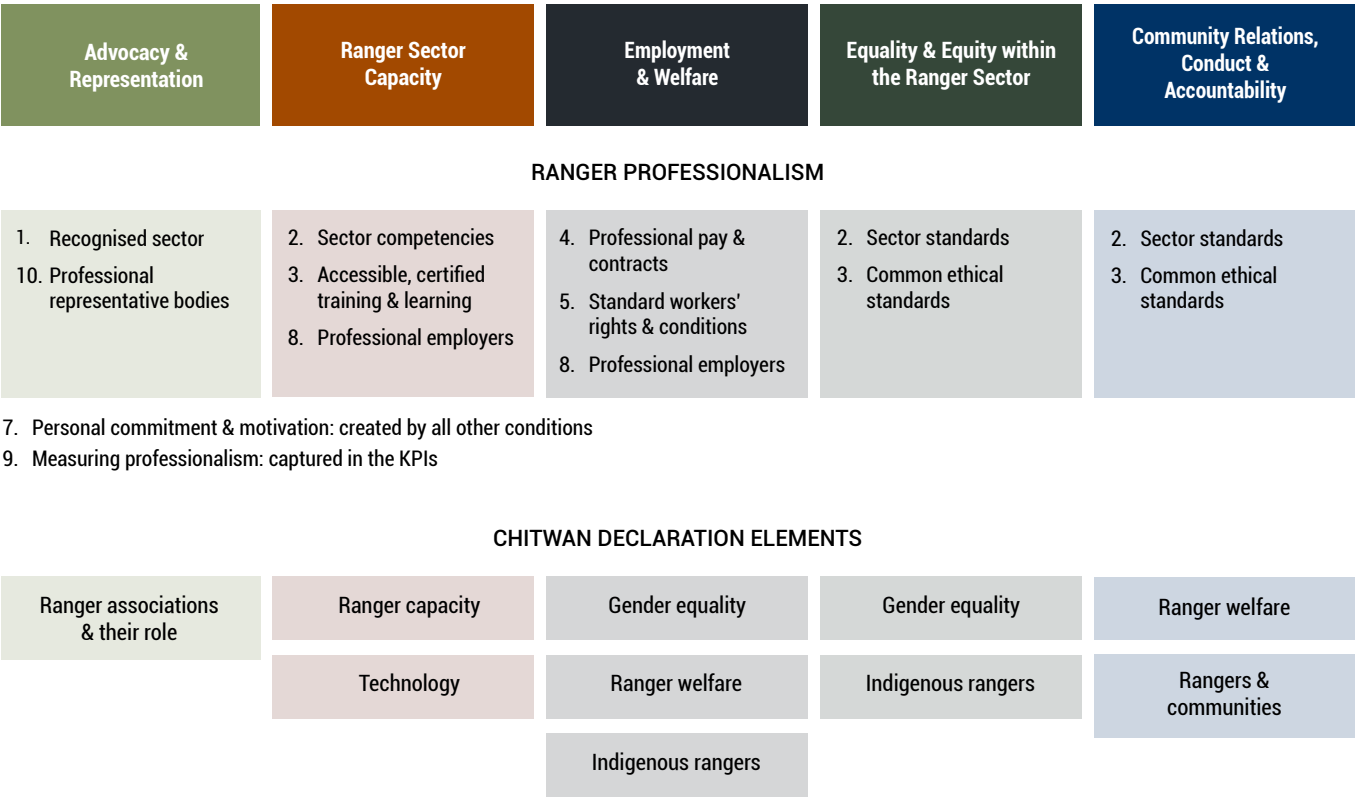 Advocacy &
Representation
Ranger Sector
Capacity
Employment
& Welfare
Equality & Equity within
the Ranger Sector
Community Relations,
Conduct &
Accountability
RANGER PROFESSIONALISM
1. Recognised sector
10. Professional
representative bodies
2. Sector competencies
3. Accessible, certified
training & learning
8. Professional employers
4. Professional pay &
contracts
5. Standard workers'
rights & conditions
8. Professional employers
2. Sector standards
3. Common ethical
standards
2. Sector standards
3. Common ethical
standards
7. Personal commitment & motivation: created by all other conditions
9. Measuring professionalism: captured in the KPIs
CHITWAN DECLARATION ELEMENTS
Ranger associations
& their role
Ranger capacity
Technology
Gender equality
Ranger welfare
Indigenous rangers
Gender equality
Indigenous rangers
Ranger welfare
Rangers &
communities